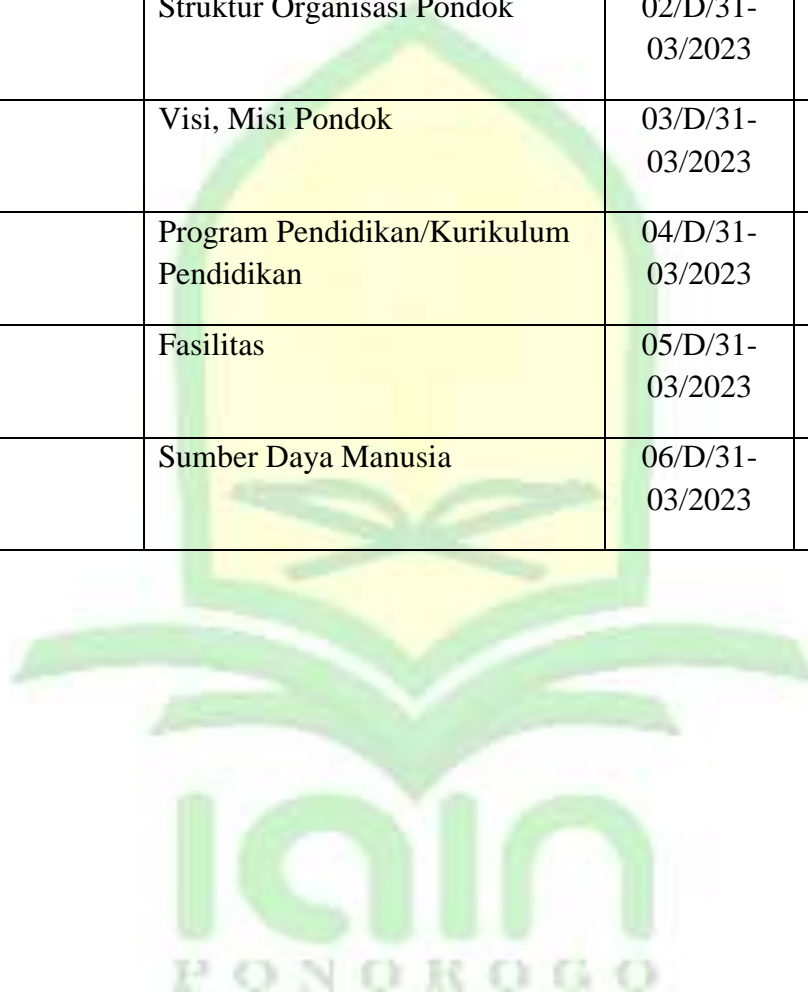 Struktur Organisasi Pondok 02/D/31-
03/2023
Visi, Misi Pondok 03/D/31-
03/2023
Program Pendidikan/Kurikulum 04/D/31-
Pendidikan 03/2023
Fasilitas 05/D/31-
03/2023
Sumber Daya Manusia 06/D/31-
03/2023
iain
PONOROGO